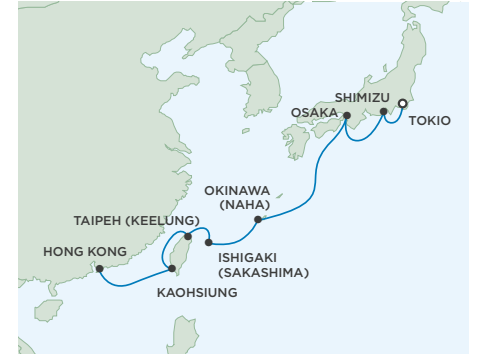 SHIMIZU
OSAKA
TOKIO
OKINAWA
(NAHA)
TAIPEH (KEELUNG)
HONG KONG
ISHIGAKI
(SAKASHIMA)
KAOHSIUNG